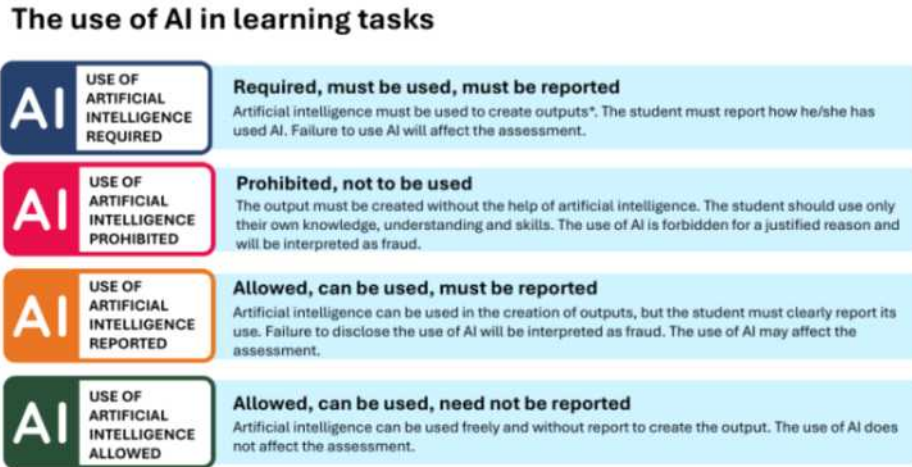 The use of AI in learning tasks
AI
USE OF
ARTIFICIAL
INTELLIGENCE
REQUIRED
Required, must be used, must be reported
Artificial intelligence must be used to create outputs*. The student must report how he/she has
used AI. Failure to use AI will affect the assessment.
AI
USE OF
ARTIFICIAL
INTELLIGENCE
PROHIBITED
Prohibited, not to be used
The output must be created without the help of artificial intelligence. The student should use only
their own knowledge, understanding and skills. The use of AI is forbidden for a justified reason and
will be interpreted as fraud.
AI
USE OF
ARTIFICIAL
INTELLIGENCE
REPORTED
Allowed, can be used, must be reported
Artificial intelligence can be used in the creation of outputs, but the student must clearly report its
use. Failure to disclose the use of AI will be interpreted as fraud. The use of AI may affect the
assessment.
AI
USE OF
ARTIFICIAL
INTELLIGENCE
ALLOWED
Allowed, can be used, need not be reported
Artificial intelligence can be used freely and without report to create the output. The use of AI does
not affect the assessment.